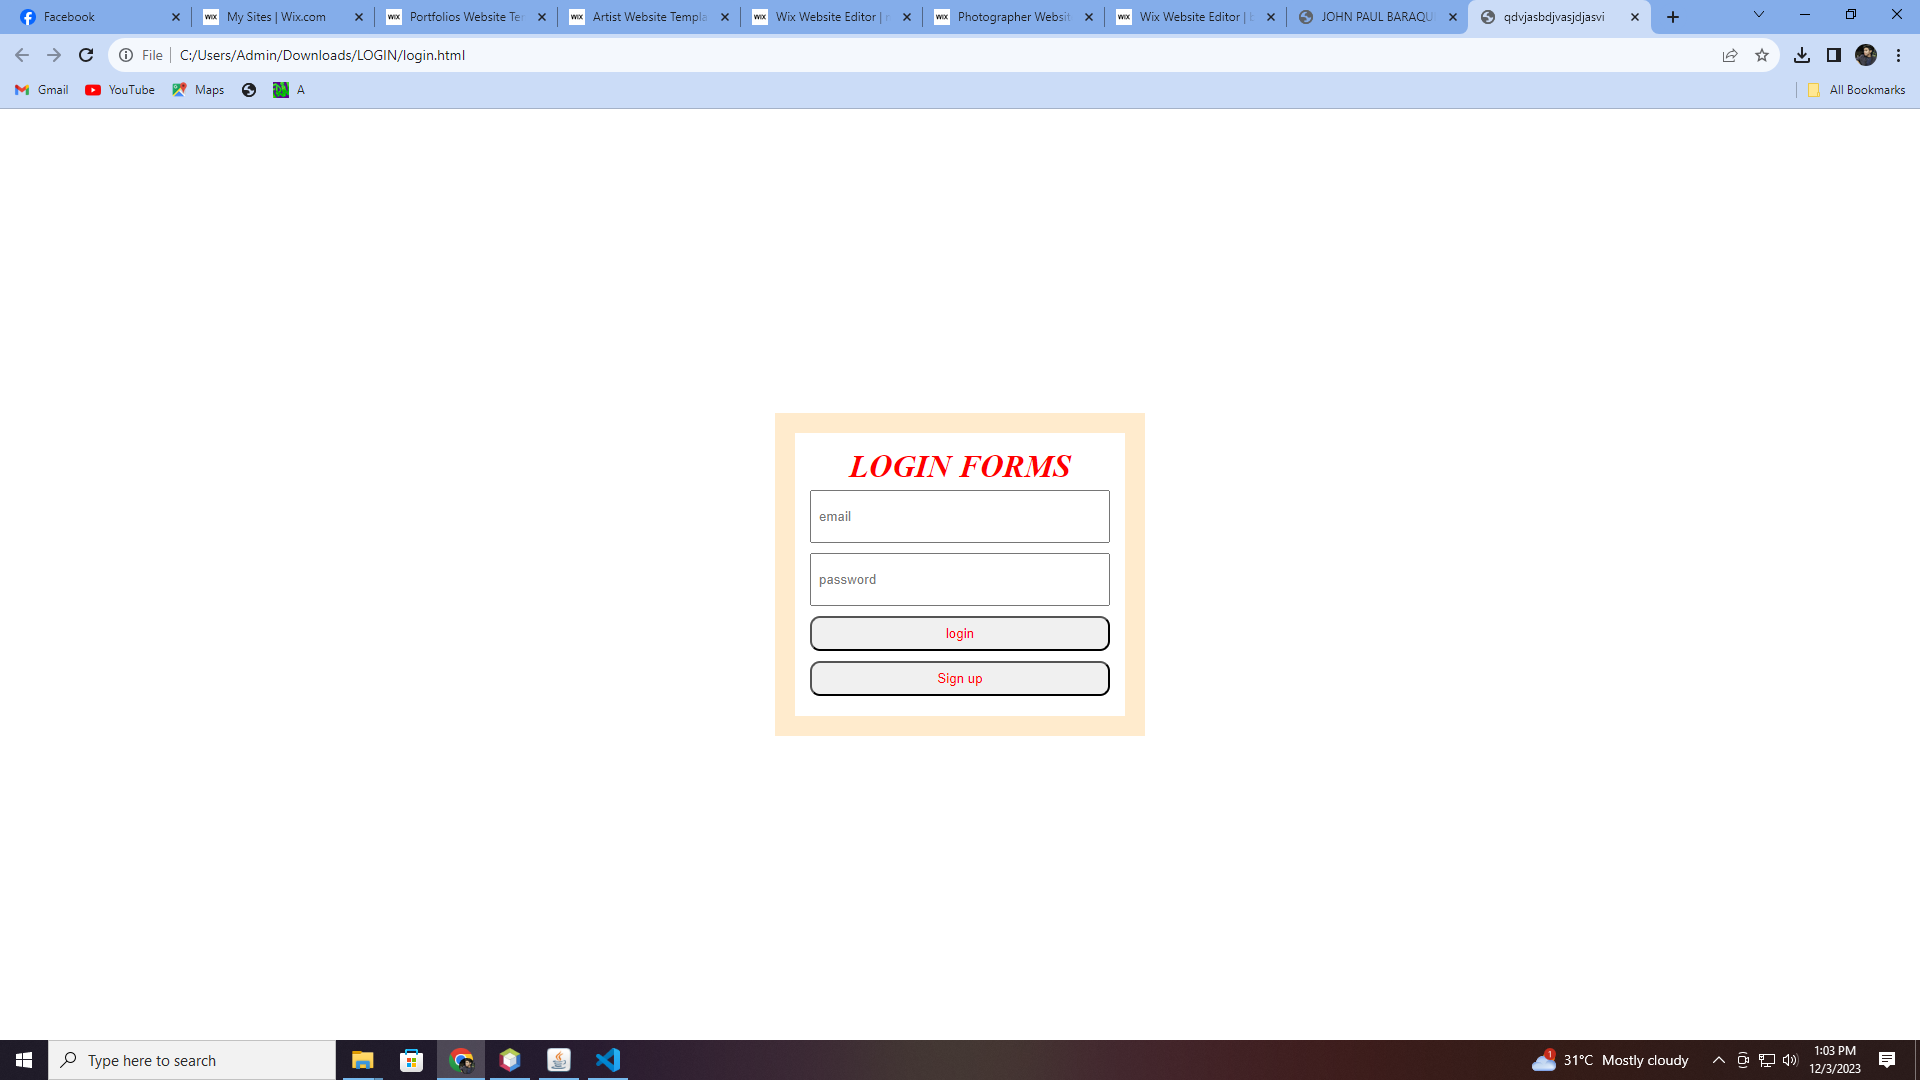 Facebook
My Sites | Wix.com
Portfolios Website Ter
Artist Website Templa
Wix Website Editor |
Photographer Websit
Wix Website Editor |
JOHN PAUL BARAQU
qdvjasbdjvasjdjasvi
File
C:/Users/Admin/Downloads/LOGIN/login.html
Gmail
YouTube
Maps
A
All Bookmarks
LOGIN FORMS
email
password
login
Sign up
Type here to search
1
31°C Mostly cloudy
1:03 PM
12/3/2023